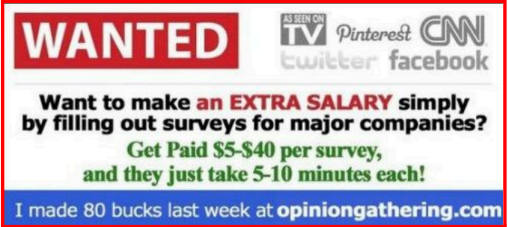 WANTED
AS SEEN ON
TV
Pinterest
CNN
twitter
facebook
Want to make an EXTRA SALARY simply
by filling out surveys for major companies?
Get Paid $5-$40 per survey,
and they just take 5-10 minutes each!
I made 80 bucks last week at opiniongathering.com